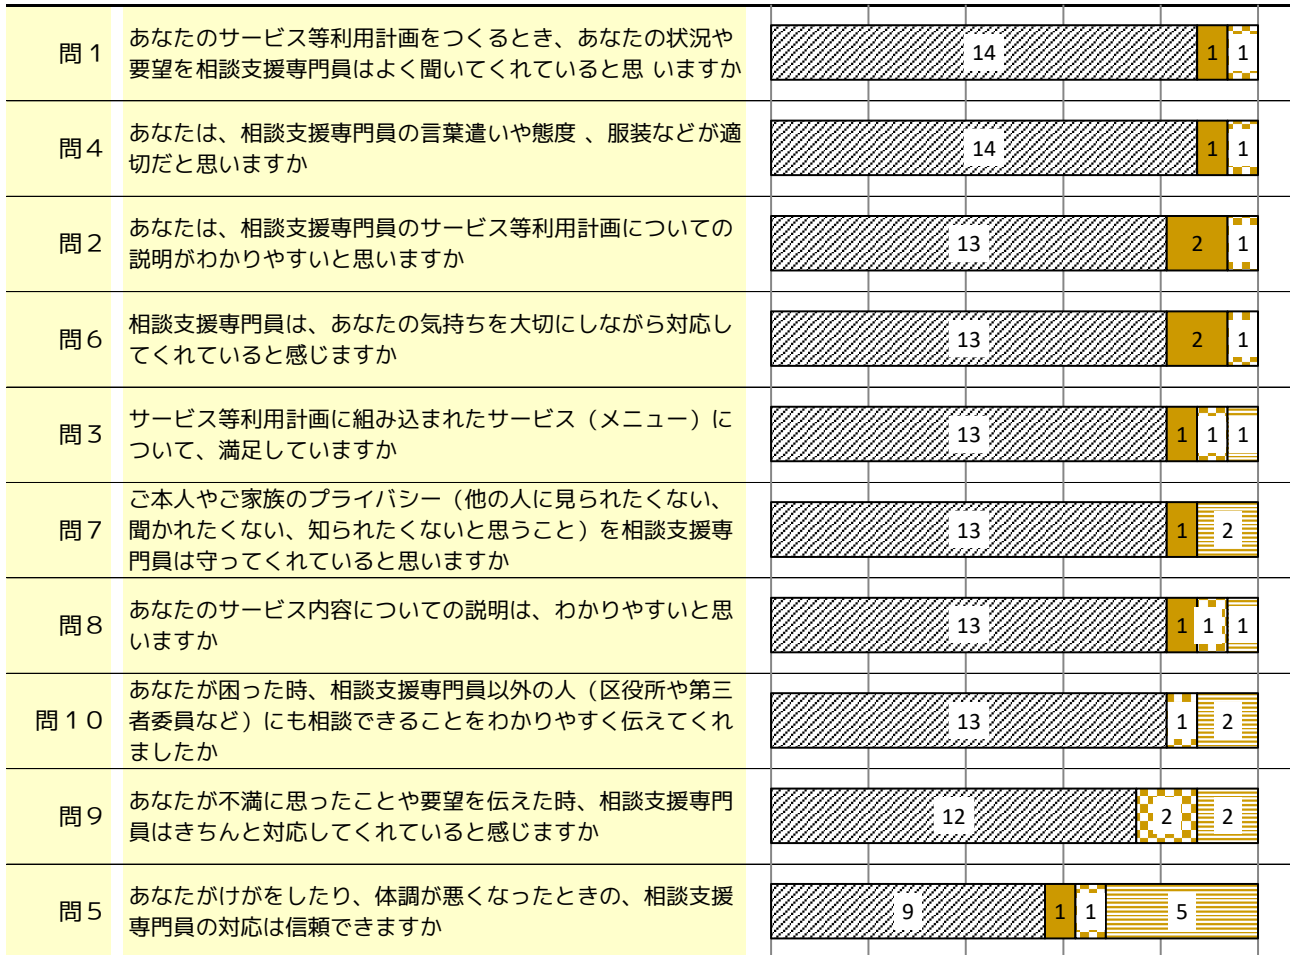 問１
あなたのサービス等利用計画をつくるとき、あなたの状況や
要望を相談支援専門員はよく聞いてくれていると思 いますか
14 1 1
問４
あなたは、相談支援専門員の言葉遣いや態度 、服装などが適
切だと思いますか
14 1 1
問２
あなたは、相談支援専門員のサービス等利用計画についての
説明がわかりやすいと思いますか
13 2 1
問６
相談支援専門員は、あなたの気持ちを大切にしながら対応し
てくれていると感じますか
13 2 1
問３
サービス等利用計画に組み込まれたサービス（メニュー）に
ついて、満足していますか
13 1 1 1
問７
ご本人やご家族のプライバシー（他の人に見られたくない、
聞かれたくない、知られたくないと思うこと）を相談支援専
門員は守ってくれていると思いますか
13 1 2
問８
あなたのサービス内容についての説明は、わかりやすいと思
いますか
13 1 1 1
問１０
あなたが困った時、相談支援専門員以外の人（区役所や第三
者委員など）にも相談できることをわかりやすく伝えてくれ
ましたか
13 1 2
問９
あなたが不満に思ったことや要望を伝えた時、相談支援専門
員はきちんと対応してくれていると感じますか
12 2 2
問５
あなたがけがをしたり、体調が悪くなったときの、相談支援
専門員の対応は信頼できますか
9 1 1 5